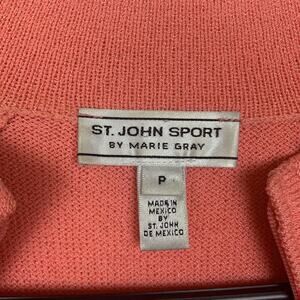 ST. JOHN SPORT
BY MARIE GRAY
P
MADE IN
MEXICO
BY
ST. JOHN
DE MEXICO